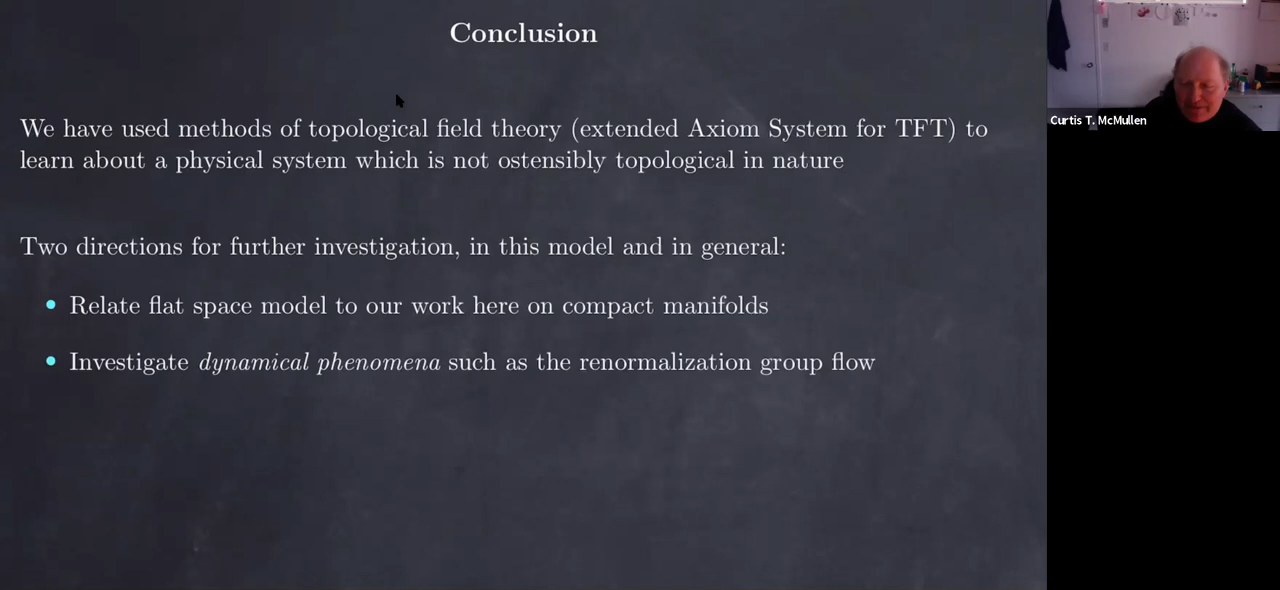 Conclusion
We have used methods of topological field theory (extended Axiom System for TFT) to
learn about a physical system which is not ostensibly topological in nature
Two directions for further investigation, in this model and in general:
• Relate flat space model to our work here on compact manifolds
• Investigate dynamical phenomena such as the renormalization group flow
Curtis T. McMullen